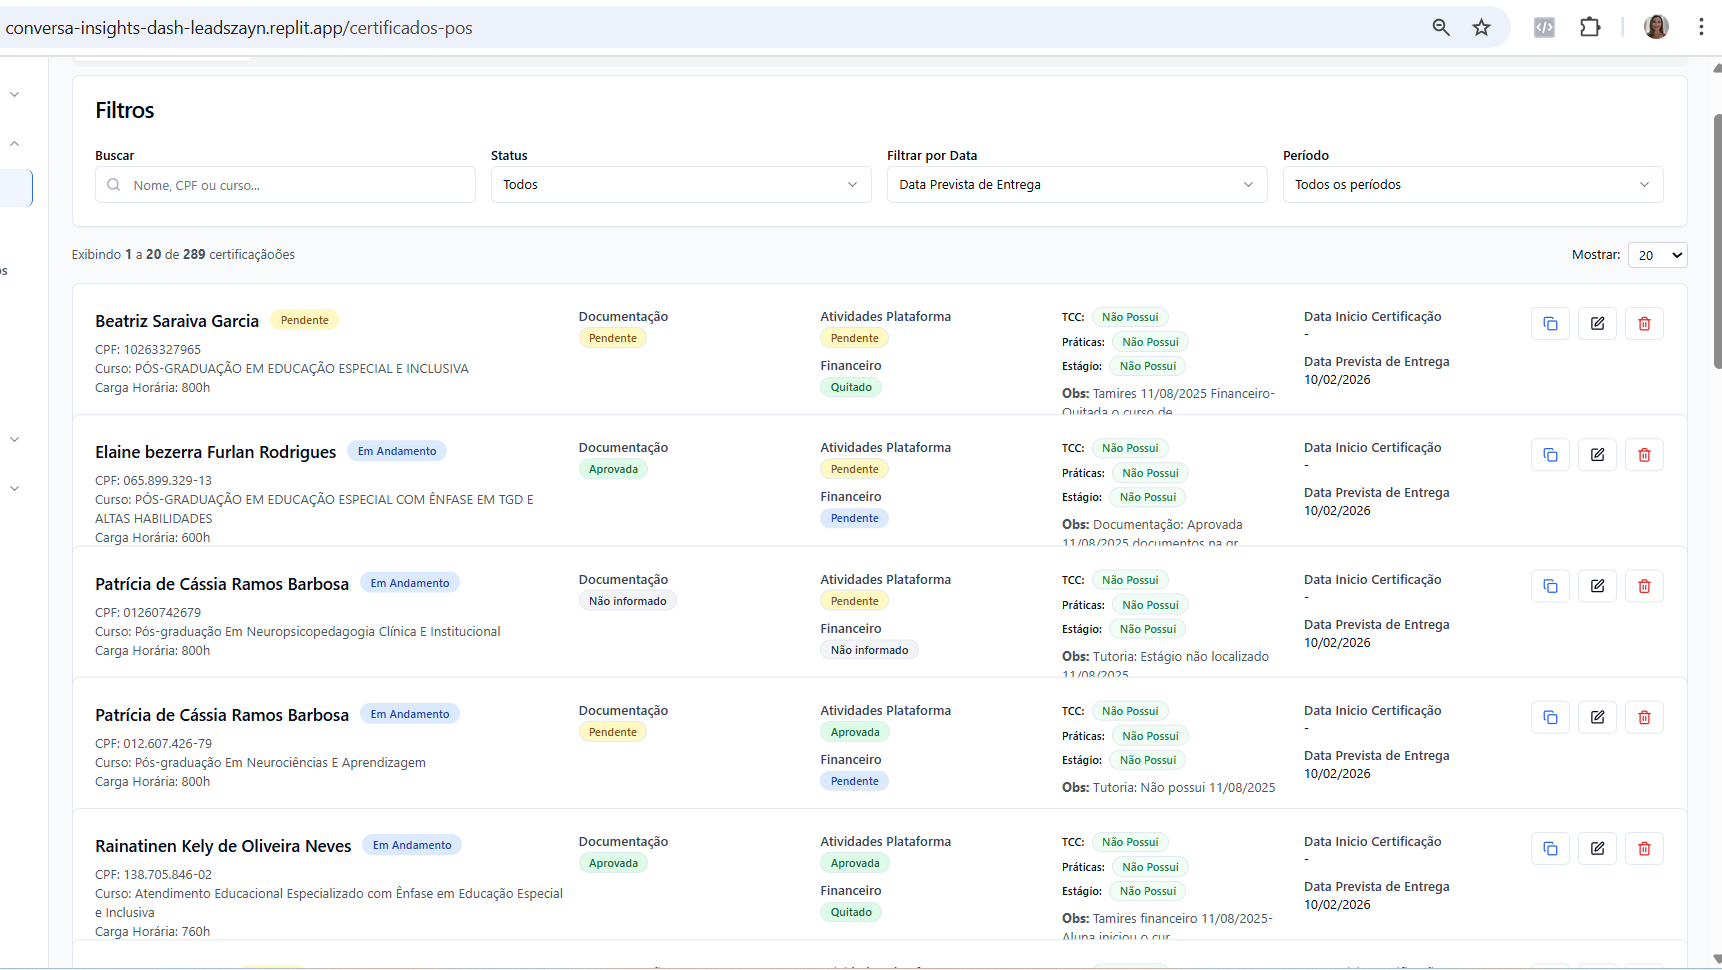 conversa-insights-dash-leadszayn.replit.app/certificados-pos
Filtros
Buscar
Status
Filtrar por Data
Período
Nome, CPF ou curso...
Todos
Data Prevista de Entrega
Todos os períodos
Exibindo 1 a 20 de 289 certificaçãoões
Mostrar: 20
os
Beatriz Saraiva Garcia Pendente
CPF: 10263327965
Curso: PÓS-GRADUAÇÃO EM EDUCAÇÃO ESPECIAL E INCLUSIVA
Carga Horária: 800h
Documentação
Pendente
Atividades Plataforma
Pendente
Financeiro
Quitado
TCC: Não Possui
Práticas: Não Possui
Estágio: Não Possui
Obs: Tamires 11/08/2025 Financeiro-
Quitada o curso de
Data Inicio Certificação
-
Data Prevista de Entrega
10/02/2026
Elaine bezerra Furlan Rodrigues Em Andamento
CPF: 065.899.329-13
Curso: PÓS-GRADUAÇÃO EM EDUCAÇÃO ESPECIAL COM ÊNFASE EM TGD E
ALTAS HABILIDADES
Carga Horária: 600h
Documentação
Aprovada
Atividades Plataforma
Pendente
Financeiro
Pendente
TCC: Não Possui
Práticas: Não Possui
Estágio: Não Possui
Obs: Documentação: Aprovada
11/08/2025 documentos na gr
Data Inicio Certificação
-
Data Prevista de Entrega
10/02/2026
Patrícia de Cássia Ramos Barbosa Em Andamento
CPF: 01260742679
Curso: Pós-graduação Em Neuropsicopedagogia Clínica E Institucional
Carga Horária: 800h
Documentação
Não informado
Atividades Plataforma
Pendente
Financeiro
Não informado
TCC: Não Possui
Práticas: Não Possui
Estágio: Não Possui
Obs: Tutoria: Estágio não localizado
11/08/2025
Data Inicio Certificação
-
Data Prevista de Entrega
10/02/2026
Patrícia de Cássia Ramos Barbosa Em Andamento
CPF: 012.607.426-79
Curso: Pós-graduação Em Neurociências E Aprendizagem
Carga Horária: 800h
Documentação
Pendente
Atividades Plataforma
Aprovada
Financeiro
Pendente
TCC: Não Possui
Práticas: Não Possui
Estágio: Não Possui
Obs: Tutoria: Não possui 11/08/2025
Data Inicio Certificação
-
Data Prevista de Entrega
10/02/2026
Rainatinen Kely de Oliveira Neves Em Andamento
CPF: 138.705.846-02
Curso: Atendimento Educacional Especializado com Ênfase em Educação Especial
e Inclusiva
Carga Horária: 760h
Documentação
Aprovada
Atividades Plataforma
Aprovada
Financeiro
Quitado
TCC: Não Possui
Práticas: Não Possui
Estágio: Não Possui
Obs: Tamires financeiro 11/08/2025-
Aluna iniciou o cur
Data Inicio Certificação
-
Data Prevista de Entrega
10/02/2026